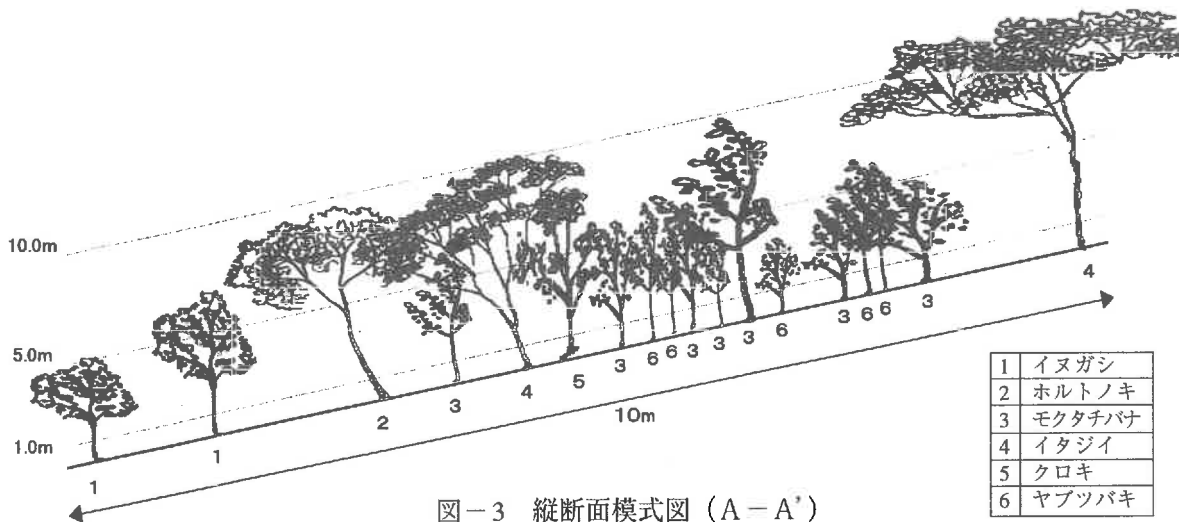 10.0m
5.0m
1.0m
1
1
2
3
4
5
3
6
6
3
3
3
6
3
6
6
3
4
10m
1 イヌガシ
2 ホルトノキ
3 モクタチバナ
4 イタジイ
5 クロキ
6 ヤブツバキ
図-3 縦断面模式図 (A-A')